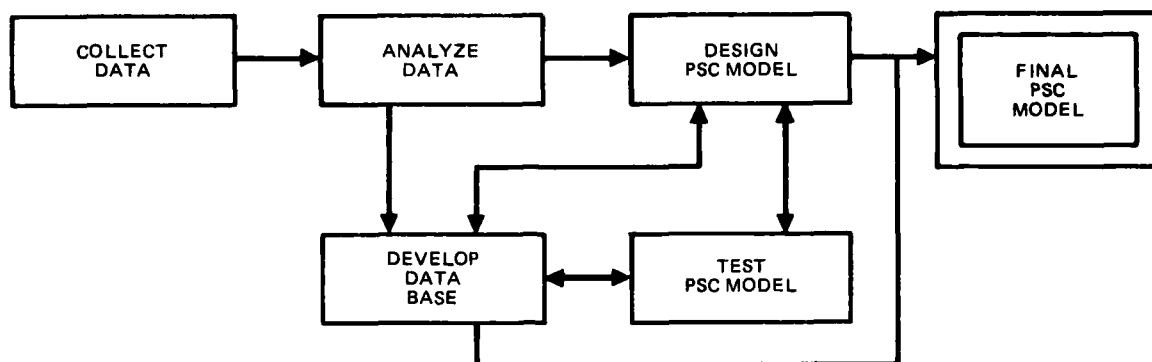 COLLECT
DATA
ANALYZE
DATA
DESIGN
PSC MODEL
FINAL
PSC
MODEL
DEVELOP
DATA
BASE
TEST
PSC MODEL